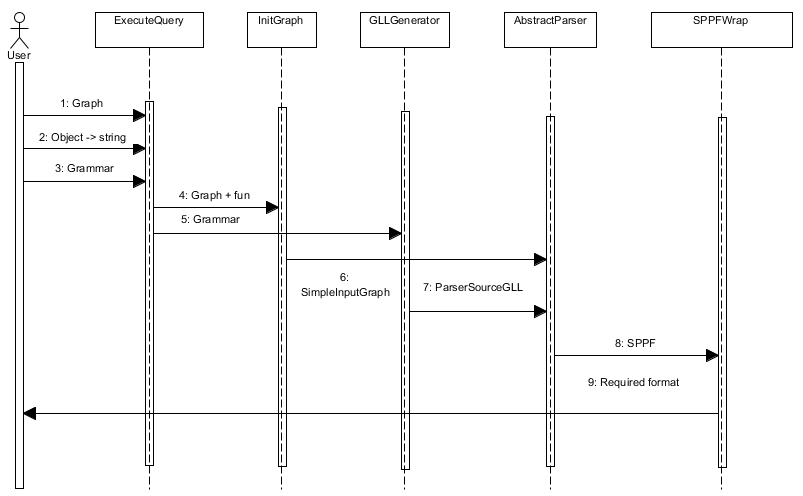 ExecuteQuery
InitGraph
GLLGenerator
AbstractParser
SPPFWrap
User
1: Graph
2: Object -> string
3: Grammar
4: Graph + fun
5: Grammar
6:
SimpleInputGraph
7: ParserSourceGLL
8: SPPF
9: Required format